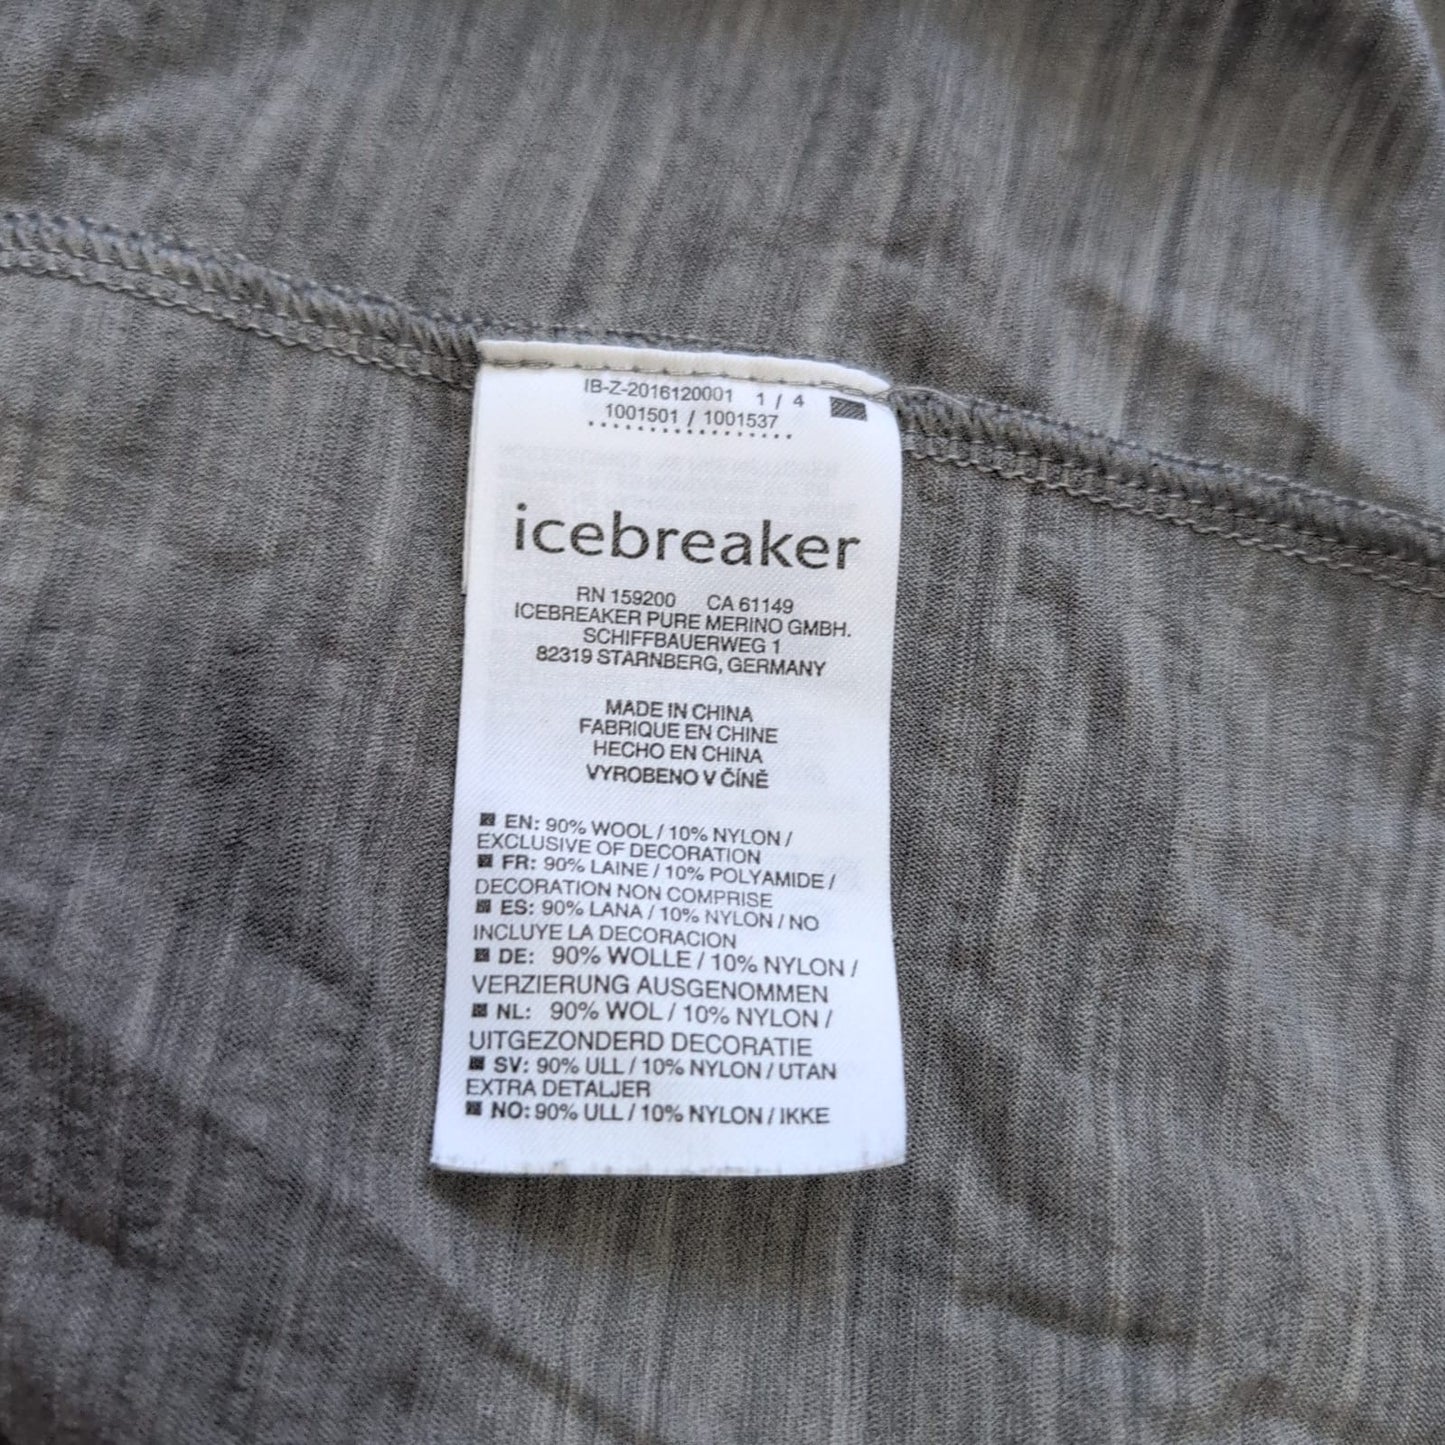 IB-Z-2016120001 1 / 4
1001501 / 1001537
icebreaker
RN 159200 CA 61149
ICEBREAKER PURE MERINO GMBH.
SCHIFFBAUERWEG 1
82319 STARNBERG, GERMANY
MADE IN CHINA
FABRIQUE EN CHINE
HECHO EN CHINA
VYROBENO V ČÍNĚ
EN: 90% WOOL / 10% NYLON /
EXCLUSIVE OF DECORATION
FR: 90% LAINE / 10% POLYAMIDE /
DECORATION NON COMPRISE
ES: 90% LANA / 10% NYLON / NO
INCLUYE LA DECORACION
DE: 90% WOLLE / 10% NYLON /
VERZIERUNG AUSGENOMMEN
NL: 90% WOL / 10% NYLON /
UITGEZONDERD DECORATIE
SV: 90% ULL / 10% NYLON / UTAN
EXTRA DETALJER
NO: 90% ULL / 10% NYLON / IKKE